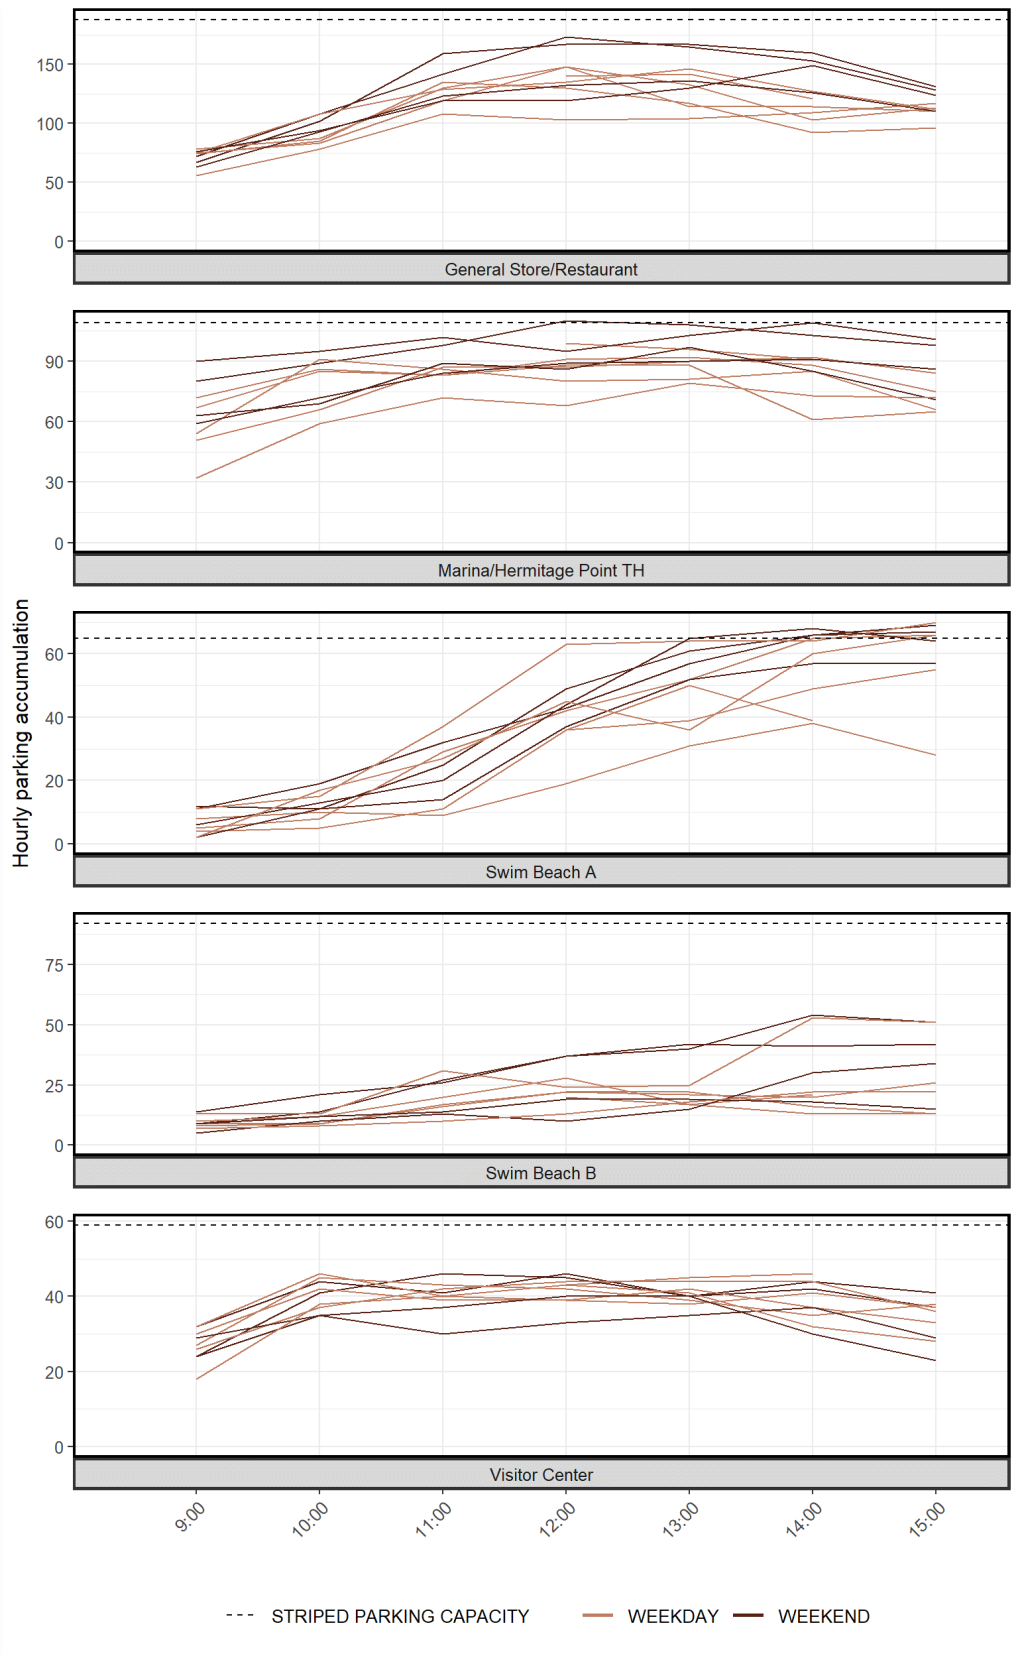 Hourly parking accumulation
150
100
50
0
General Store/Restaurant
90
60
30
0
Marina/Hermitage Point TH
60
40
20
0
Swim Beach A
75
50
25
0
Swim Beach B
60
40
20
0
Visitor Center
9:00 10:00 11:00 12:00 13:00 14:00 15:00
STRIPED PARKING CAPACITY WEEKDAY WEEKEND